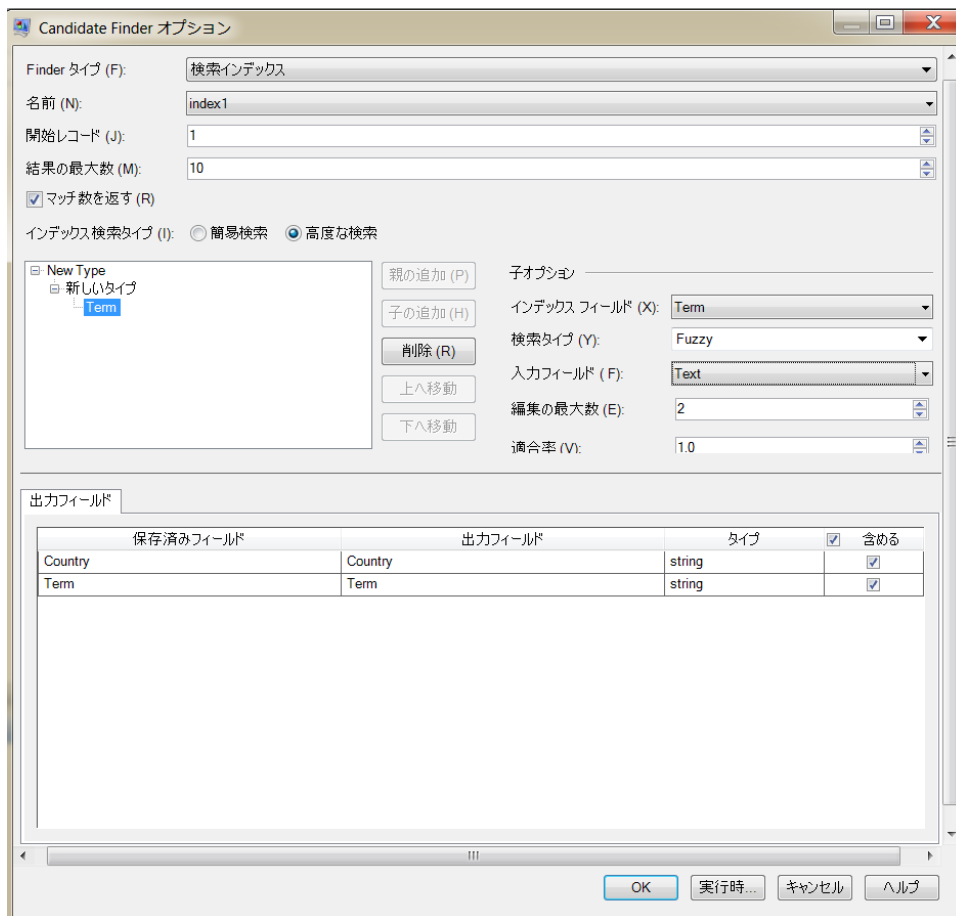 Candidate Finder オプション
Finder タイプ (F): 検索インデックス
名前 (N): index1
開始レコード (J): 1
結果の最大数 (M): 10
マッチ数を返す (R)
インデックス検索タイプ (I): 簡易検索 高度な検索
New Type
新しいタイプ
Term
親の追加 (P)
子の追加 (H)
削除 (R)
上へ移動
下へ移動
子オプション
インデックス フィールド (X): Term
検索タイプ (Y): Fuzzy
入力フィールド ( F): Text
編集の最大数 (E): 2
適合率 (V): 1.0
出力フィールド
保存済みフィールド 出力フィールド タイプ 含める
Country Country string
Term Term string
OK 実行時... キャンセル ヘルプ